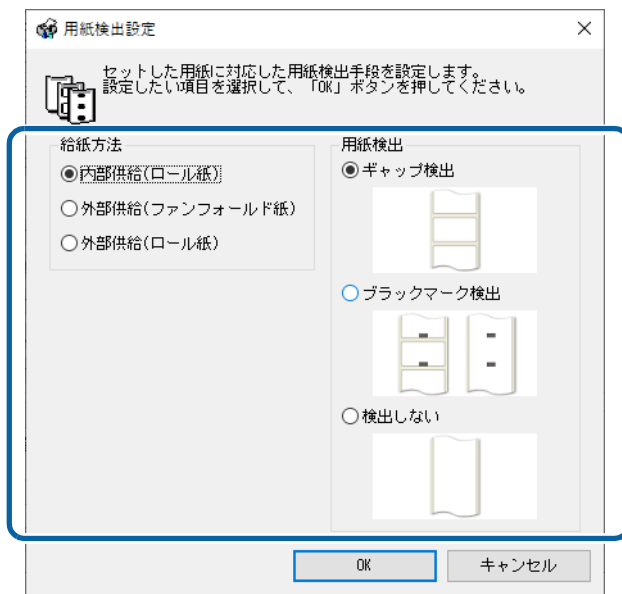 用紙検出設定
セットした用紙に対応した用紙検出手段を設定します。
設定したい項目を選択して、「OK」ボタンを押してください。
給紙方法
内部供給(ロール紙)
外部供給(ファンフォールド紙)
外部供給(ロール紙)
用紙検出
ギャップ検出
ブラックマーク検出
検出しない
OK
キャンセル